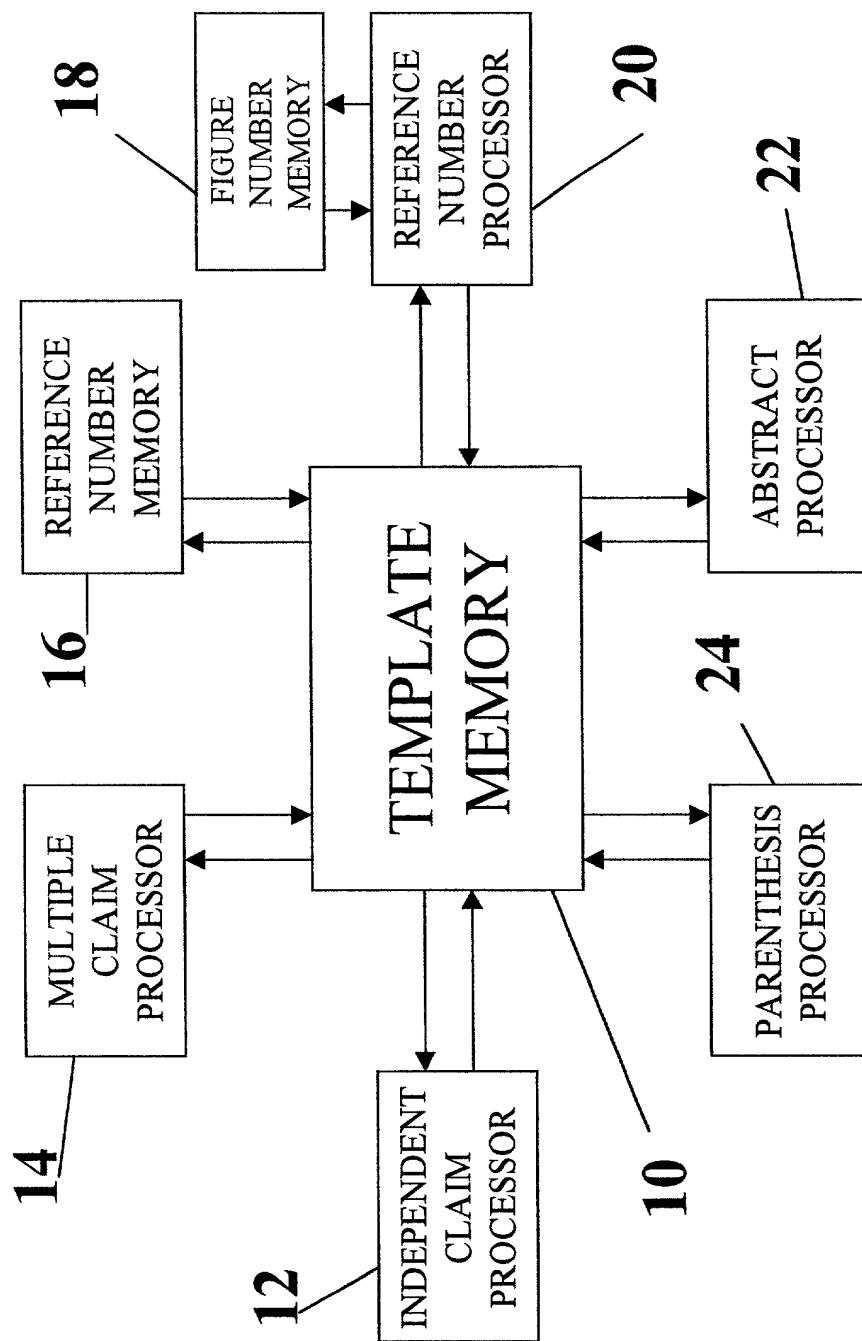 14
MULTIPLE
CLAIM
PROCESSOR
16
REFERENCE
NUMBER
MEMORY
18
FIGURE
NUMBER
MEMORY
12
INDEPENDENT
CLAIM
PROCESSOR
TEMPLATE
MEMORY
REFERENCE
NUMBER
PROCESSOR
20
10
PARENTHESIS
PROCESSOR
24
ABSTRACT
PROCESSOR
22